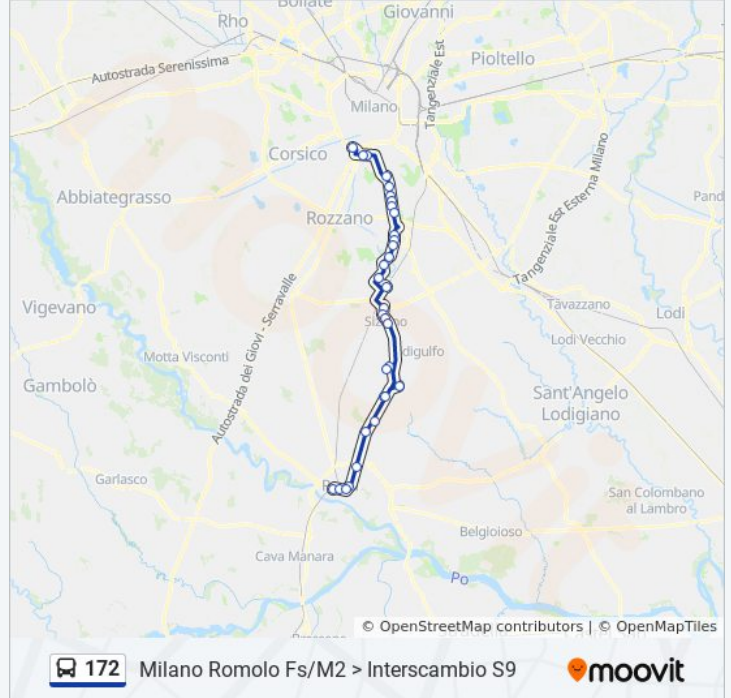 Bollate
Giovanni
Rho
Autostrada Serenissima
Tangenziale Est
Pioltello
Milano
Corsico
Tangenziale Est Esterna Milano
Abbiategrasso
Pand
Rozzano
Vigevano
Autostrada dei Giovi - Serravalle
Tavazzano
Lodi
Lodi Vecchio
Motta Visconti
digulfo
Gambolò
Sant'Angelo
Lodigiano
Garlasco
San Colombano
al Lambro
Belgioioso
Cava Manara
Po
© OpenStreetMap contributors | © OpenMapTiles
172 Milano Romolo Fs/M2 > Interscambio S9
moovit